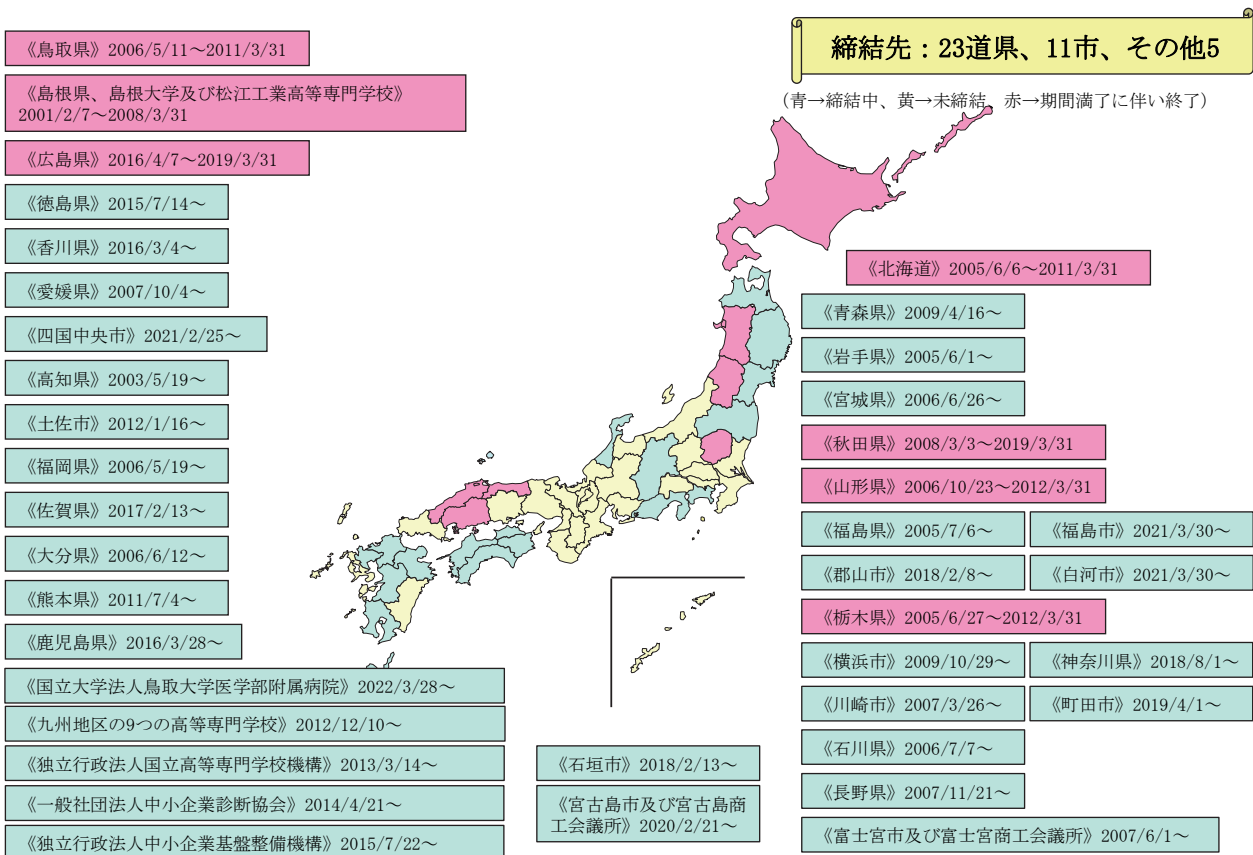 締結先：23道県、11市、その他5
（青→締結中、黄→未締結、赤→期間満了に伴い終了）
《鳥取県》2006/5/11～2011/3/31
《島根県、島根大学及び松江工業高等専門学校》
2001/2/7～2008/3/31
《広島県》2016/4/7～2019/3/31
《徳島県》2015/7/14～
《香川県》2016/3/4～
《愛媛県》2007/10/4～
《四国中央市》2021/2/25～
《高知県》2003/5/19～
《土佐市》2012/1/16～
《福岡県》2006/5/19～
《佐賀県》2017/2/13～
《大分県》2006/6/12～
《熊本県》2011/7/4～
《鹿児島県》2016/3/28～
《国立大学法人鳥取大学医学部附属病院》2022/3/28～
《九州地区の9つの高等専門学校》2012/12/10～
《独立行政法人国立高等専門学校機構》2013/3/14～
《一般社団法人中小企業診断協会》2014/4/21～
《独立行政法人中小企業基盤整備機構》2015/7/22～
《石垣市》2018/2/13～
《宮古島市及び宮古島商
工会議所》2020/2/21～
《北海道》2005/6/6～2011/3/31
《青森県》2009/4/16～
《岩手県》2005/6/1～
《宮城県》2006/6/26～
《秋田県》2008/3/3～2019/3/31
《山形県》2006/10/23～2012/3/31
《福島県》2005/7/6～
《福島市》2021/3/30～
《郡山市》2018/2/8～
《白河市》2021/3/30～
《栃木県》2005/6/27～2012/3/31
《横浜市》2009/10/29～
《神奈川県》2018/8/1～
《川崎市》2007/3/26～
《町田市》2019/4/1～
《石川県》2006/7/7～
《長野県》2007/11/21～
《富士宮市及び富士宮商工会議所》2007/6/1～